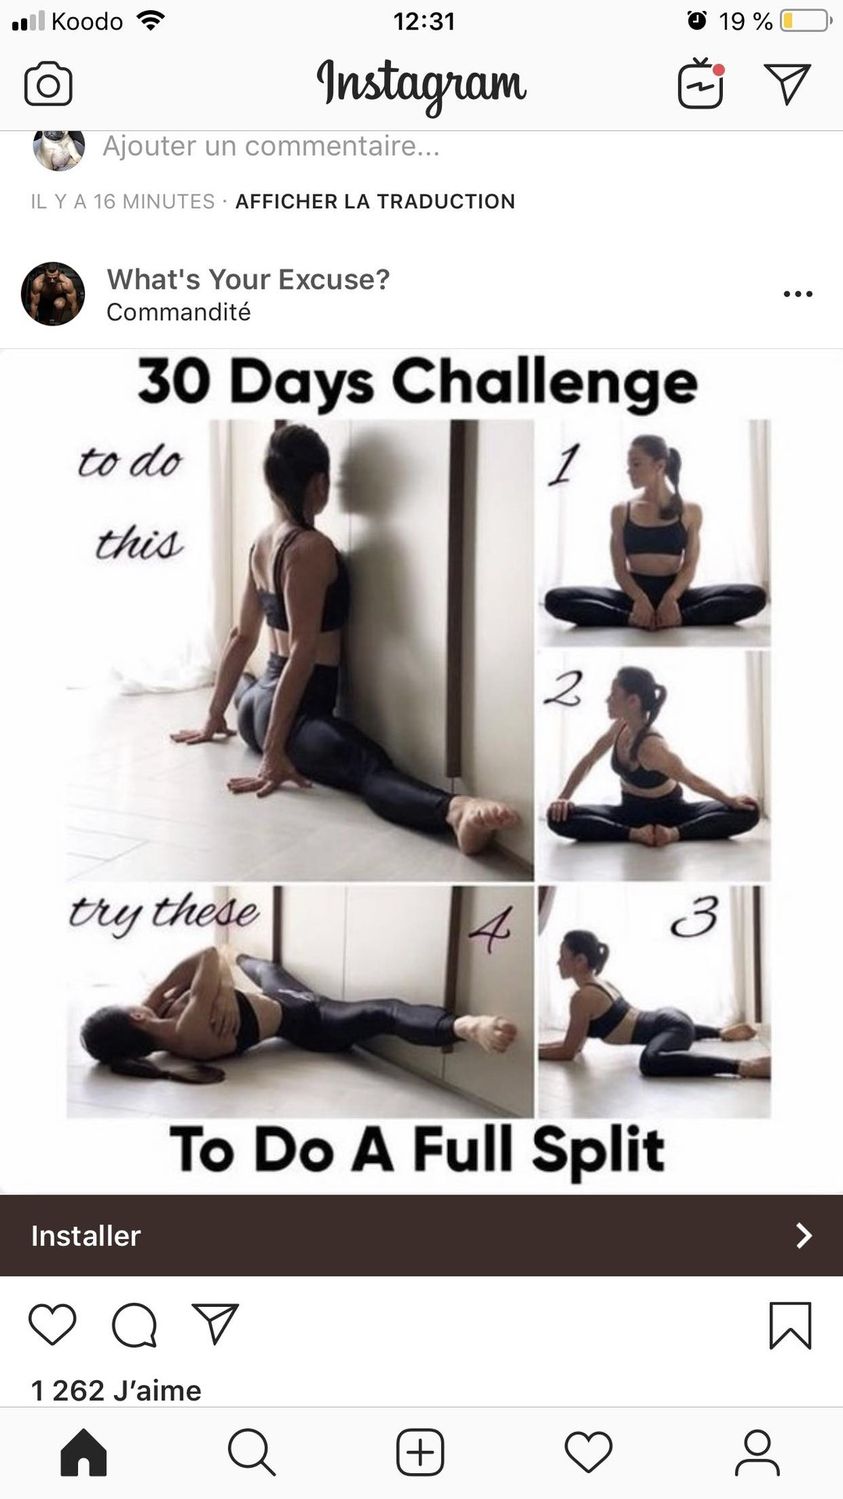 Koodo 12:31 19 %
Instagram
Ajouter un commentaire...
IL Y A 16 MINUTES · AFFICHER LA TRADUCTION
What's Your Excuse?
Commandité
30 Days Challenge
to do
this
1
2
try these
4
3
To Do A Full Split
Installer
1 262 J’aime